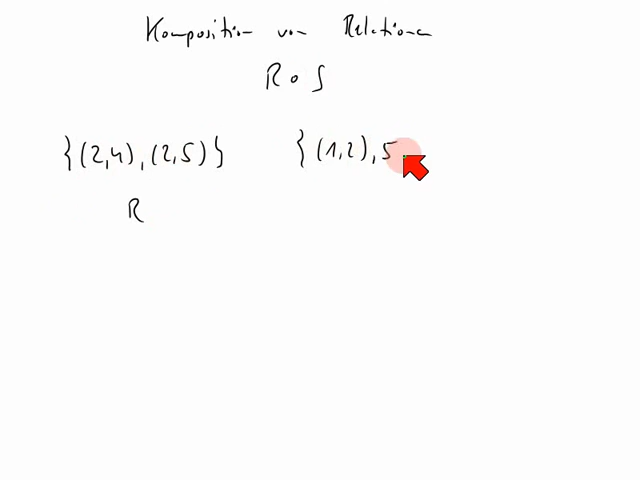 Komposition von Relationen
R ∘ S
{(2,4), (2,5)} {(1,2), 5
R